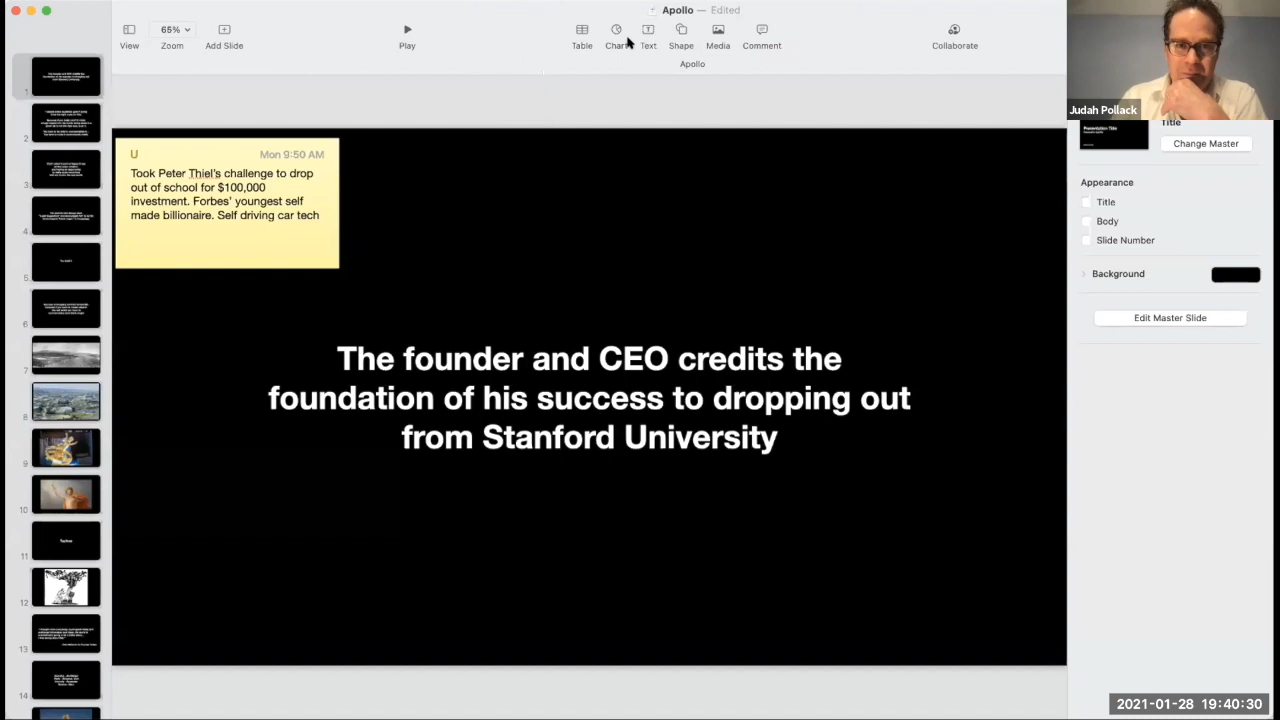 Apollo — Edited
65%
View
Zoom
Add Slide
Play
Table
Chart
Text
Shape
Media
Comment
Collaborate
Apollo
Judah Pollack
U
Mon 9:50 AM
Took Peter Thiel's challenge to drop
out of school for $100,000
investment. Forbes' youngest self
made billionaire. Self driving car tech
The founder and CEO credits the
foundation of his success to dropping out
from Stanford University
Presentation Title
Title
Change Master
Appearance
Title
Body
Slide Number
Background
Edit Master Slide
1
2
3
4
5
6
7
8
9
10
11
12
13
14
2021-01-28 19:40:30